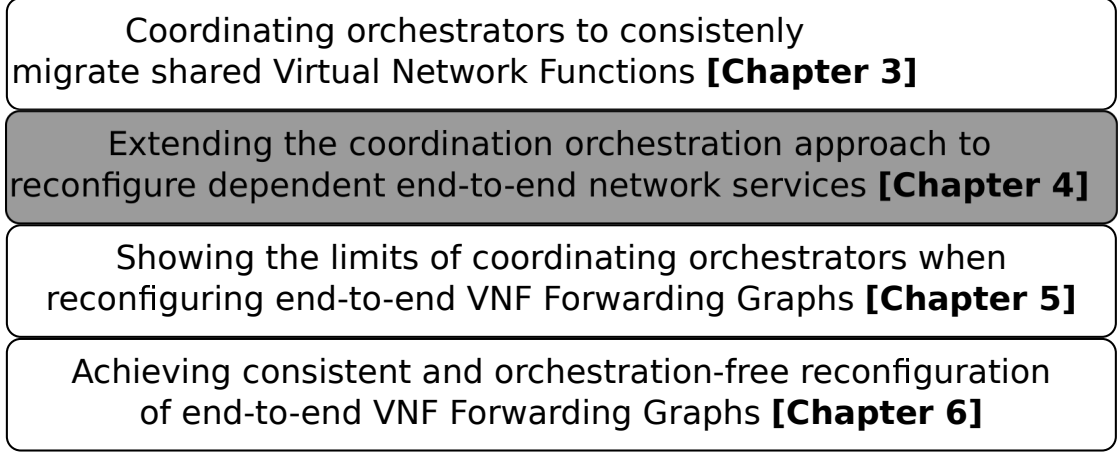 Coordinating orchestrators to consistenly
migrate shared Virtual Network Functions [Chapter 3]
Extending the coordination orchestration approach to
reconfigure dependent end-to-end network services [Chapter 4]
Showing the limits of coordinating orchestrators when
reconfiguring end-to-end VNF Forwarding Graphs [Chapter 5]
Achieving consistent and orchestration-free reconfiguration
of end-to-end VNF Forwarding Graphs [Chapter 6]